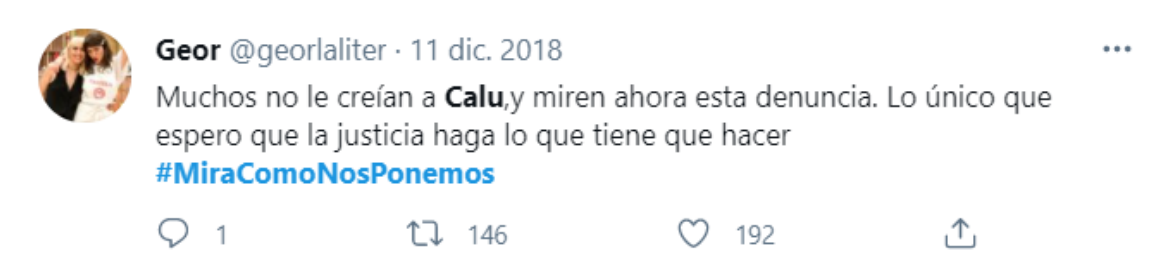 Geor @georlaliter · 11 dic. 2018
Muchos no le creían a Calu,y miren ahora esta denuncia. Lo único que
espero que la justicia haga lo que tiene que hacer
#MiraComoNosPonemos
1 146 192